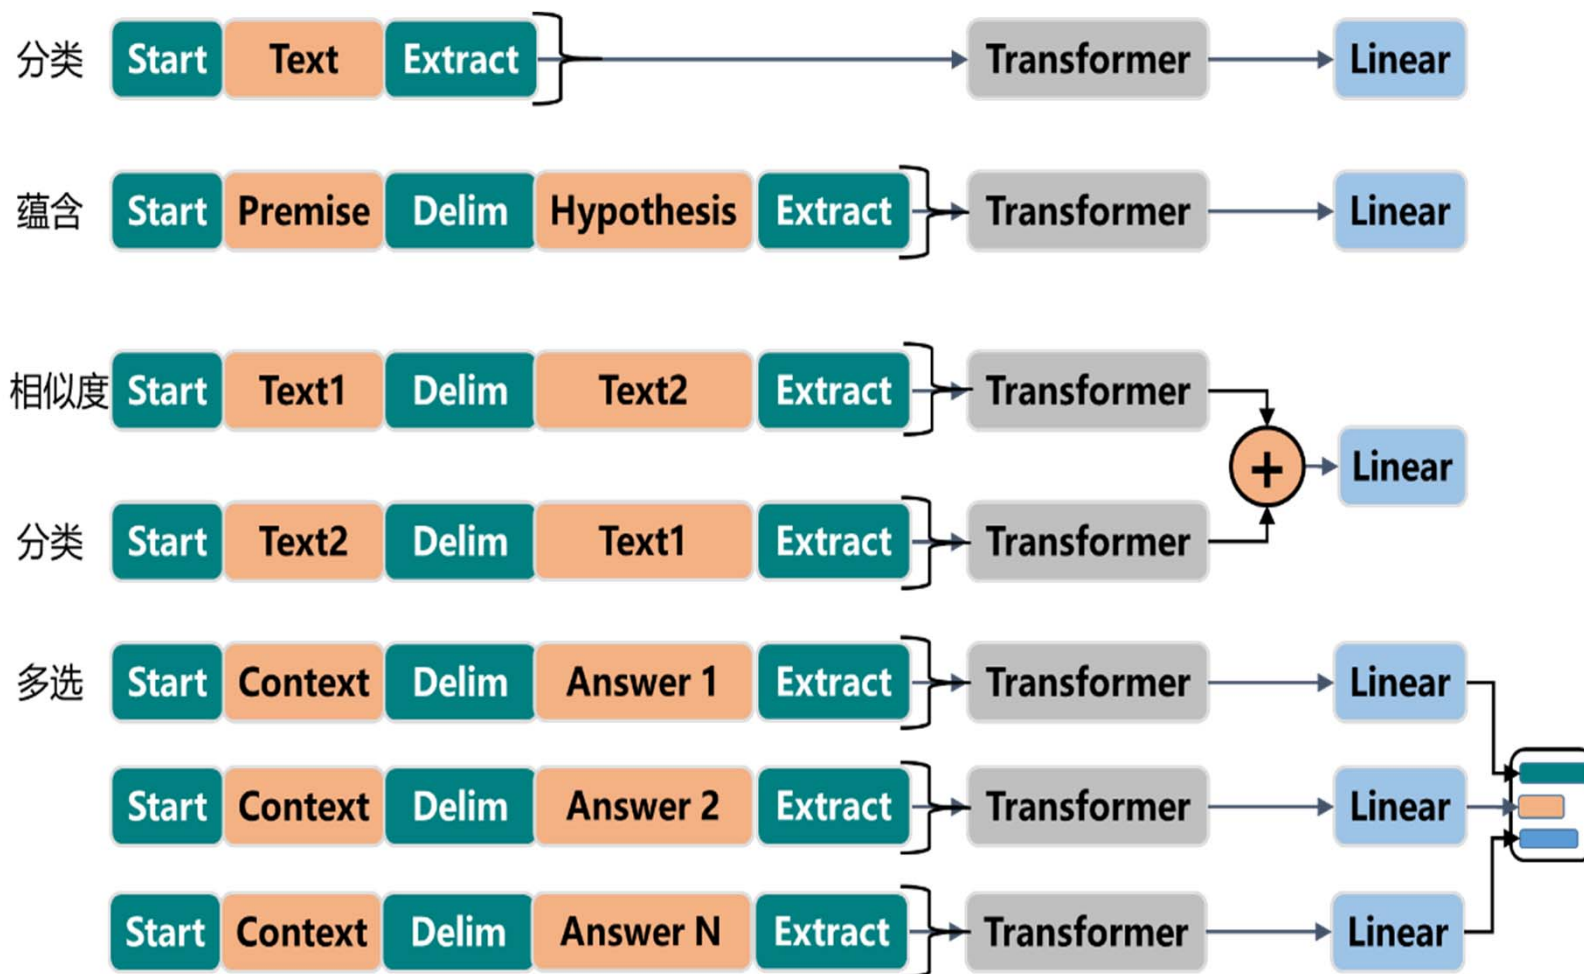 分类 Start Text Extract Transformer Linear
蕴含 Start Premise Delim Hypothesis Extract Transformer Linear
相似度 Start Text1 Delim Text2 Extract Transformer
+ Linear
分类 Start Text2 Delim Text1 Extract Transformer
多选 Start Context Delim Answer 1 Extract Transformer Linear
Start Context Delim Answer 2 Extract Transformer Linear
Start Context Delim Answer N Extract Transformer Linear